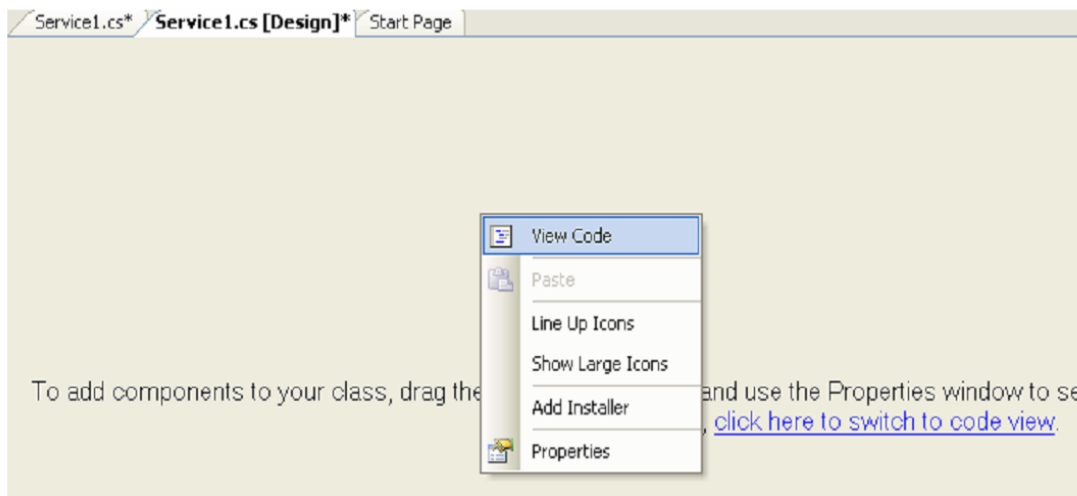 Service1.cs* Service1.cs [Design]* Start Page
View Code
Paste
Line Up Icons
Show Large Icons
To add components to your class, drag the and use the Properties window to se
Add Installer
, click here to switch to code view.
Properties